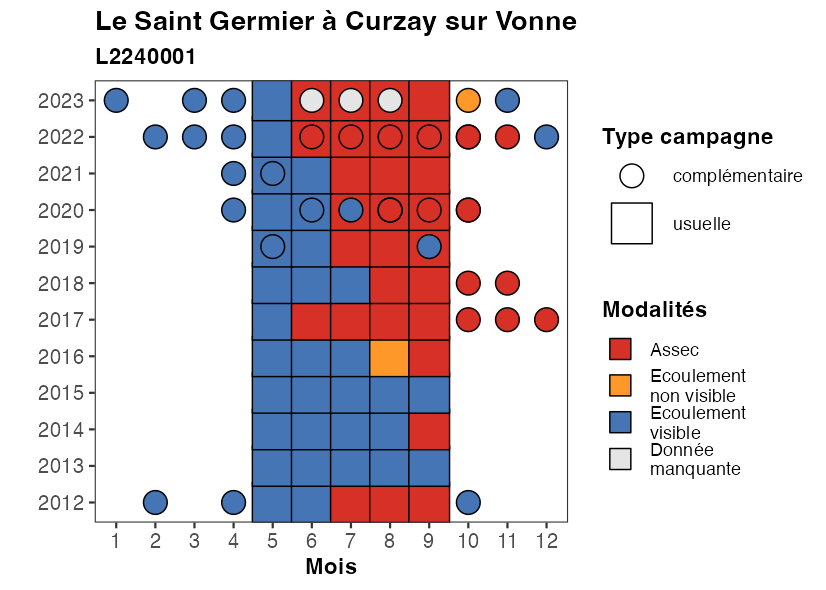 Le Saint Germier à Curzay sur Vonne
L2240001
2023
2022
2021
2020
2019
2018
2017
2016
2015
2014
2013
2012
1 2 3 4 5 6 7 8 9 10 11 12
Mois
Type campagne
complémentaire
usuelle
Modalités
Assec
Ecoulement
non visible
Ecoulement
visible
Donnée
manquante